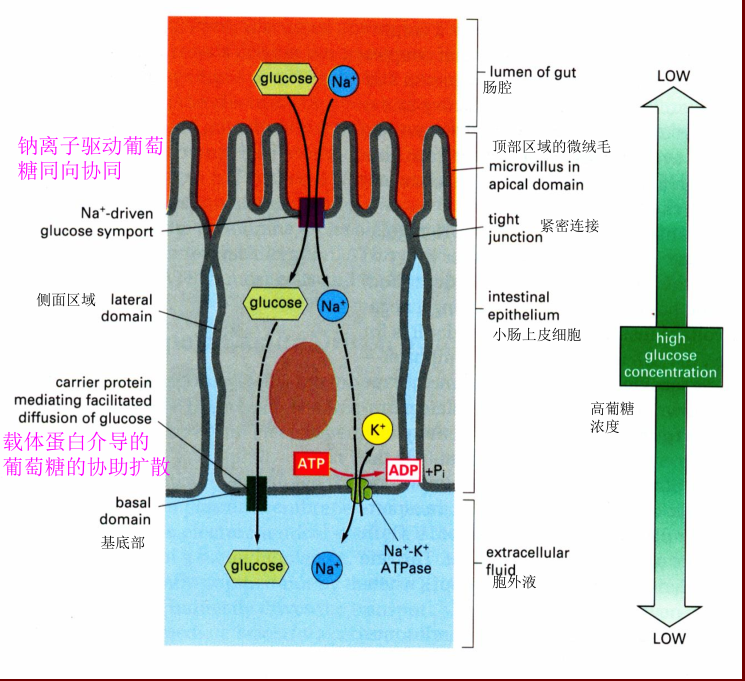 glucose
Na+
lumen of gut
肠腔
LOW
钠离子驱动葡萄
糖同向协同
顶部区域的微绒毛
microvillus in
apical domain
Na+-driven
glucose symport
tight
junction
紧密连接
侧面区域
lateral
domain
glucose
Na+
intestinal
epithelium
小肠上皮细胞
high
glucose
concentration
高葡糖
浓度
carrier protein
mediating facilitated
diffusion of glucose
载体蛋白介导的
葡萄糖的协助扩散
K+
ATP
ADP
+Pi
basal
domain
基底部
glucose
Na+
Na+-K+
ATPase
extracellular
fluid
胞外液
LOW